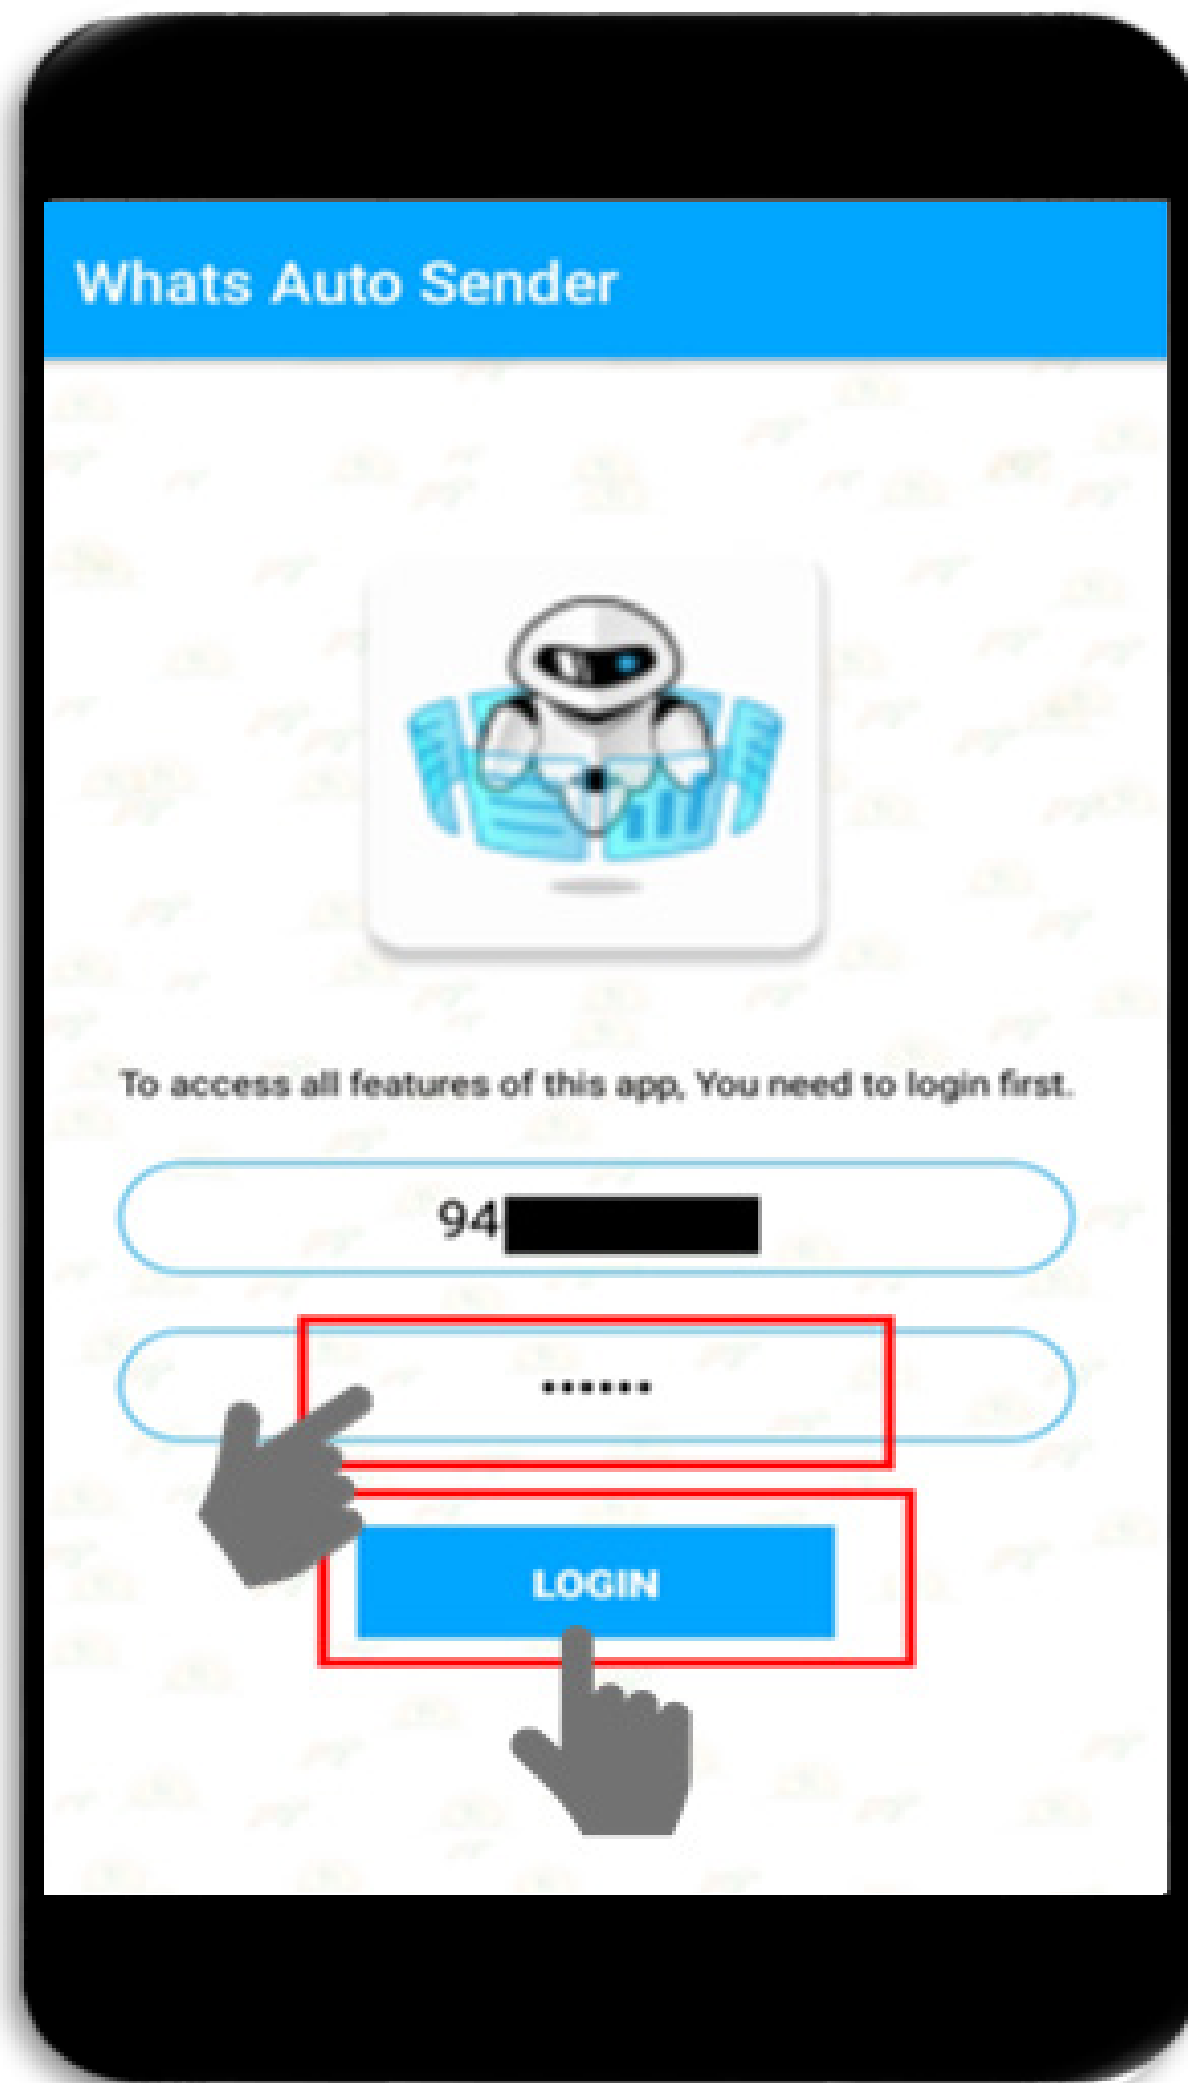 Whats Auto Sender
To access all features of this app, You need to login first.
94
••••••
LOGIN